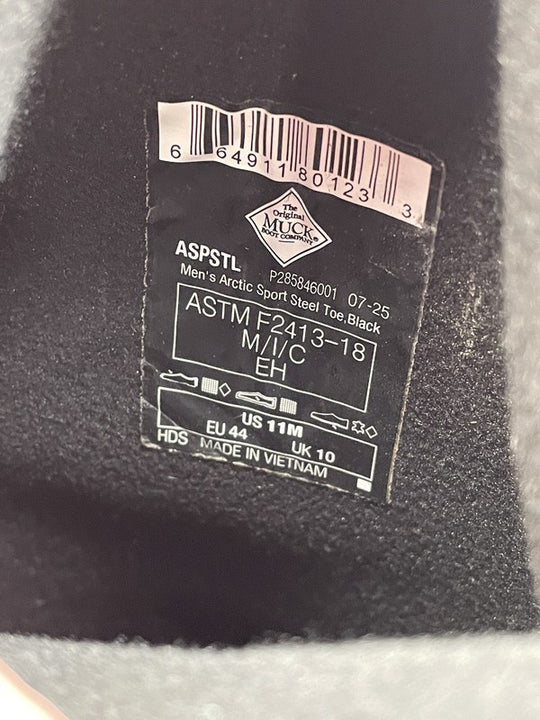 6 64911 80123 3
The
Original
MUCK®
BOOT COMPANY
ASPSTL P285846001 07-25
Men's Arctic Sport Steel Toe,Black
ASTM F2413-18
M/I/C
EH
US 11M
EU 44 UK 10
HDS MADE IN VIETNAM